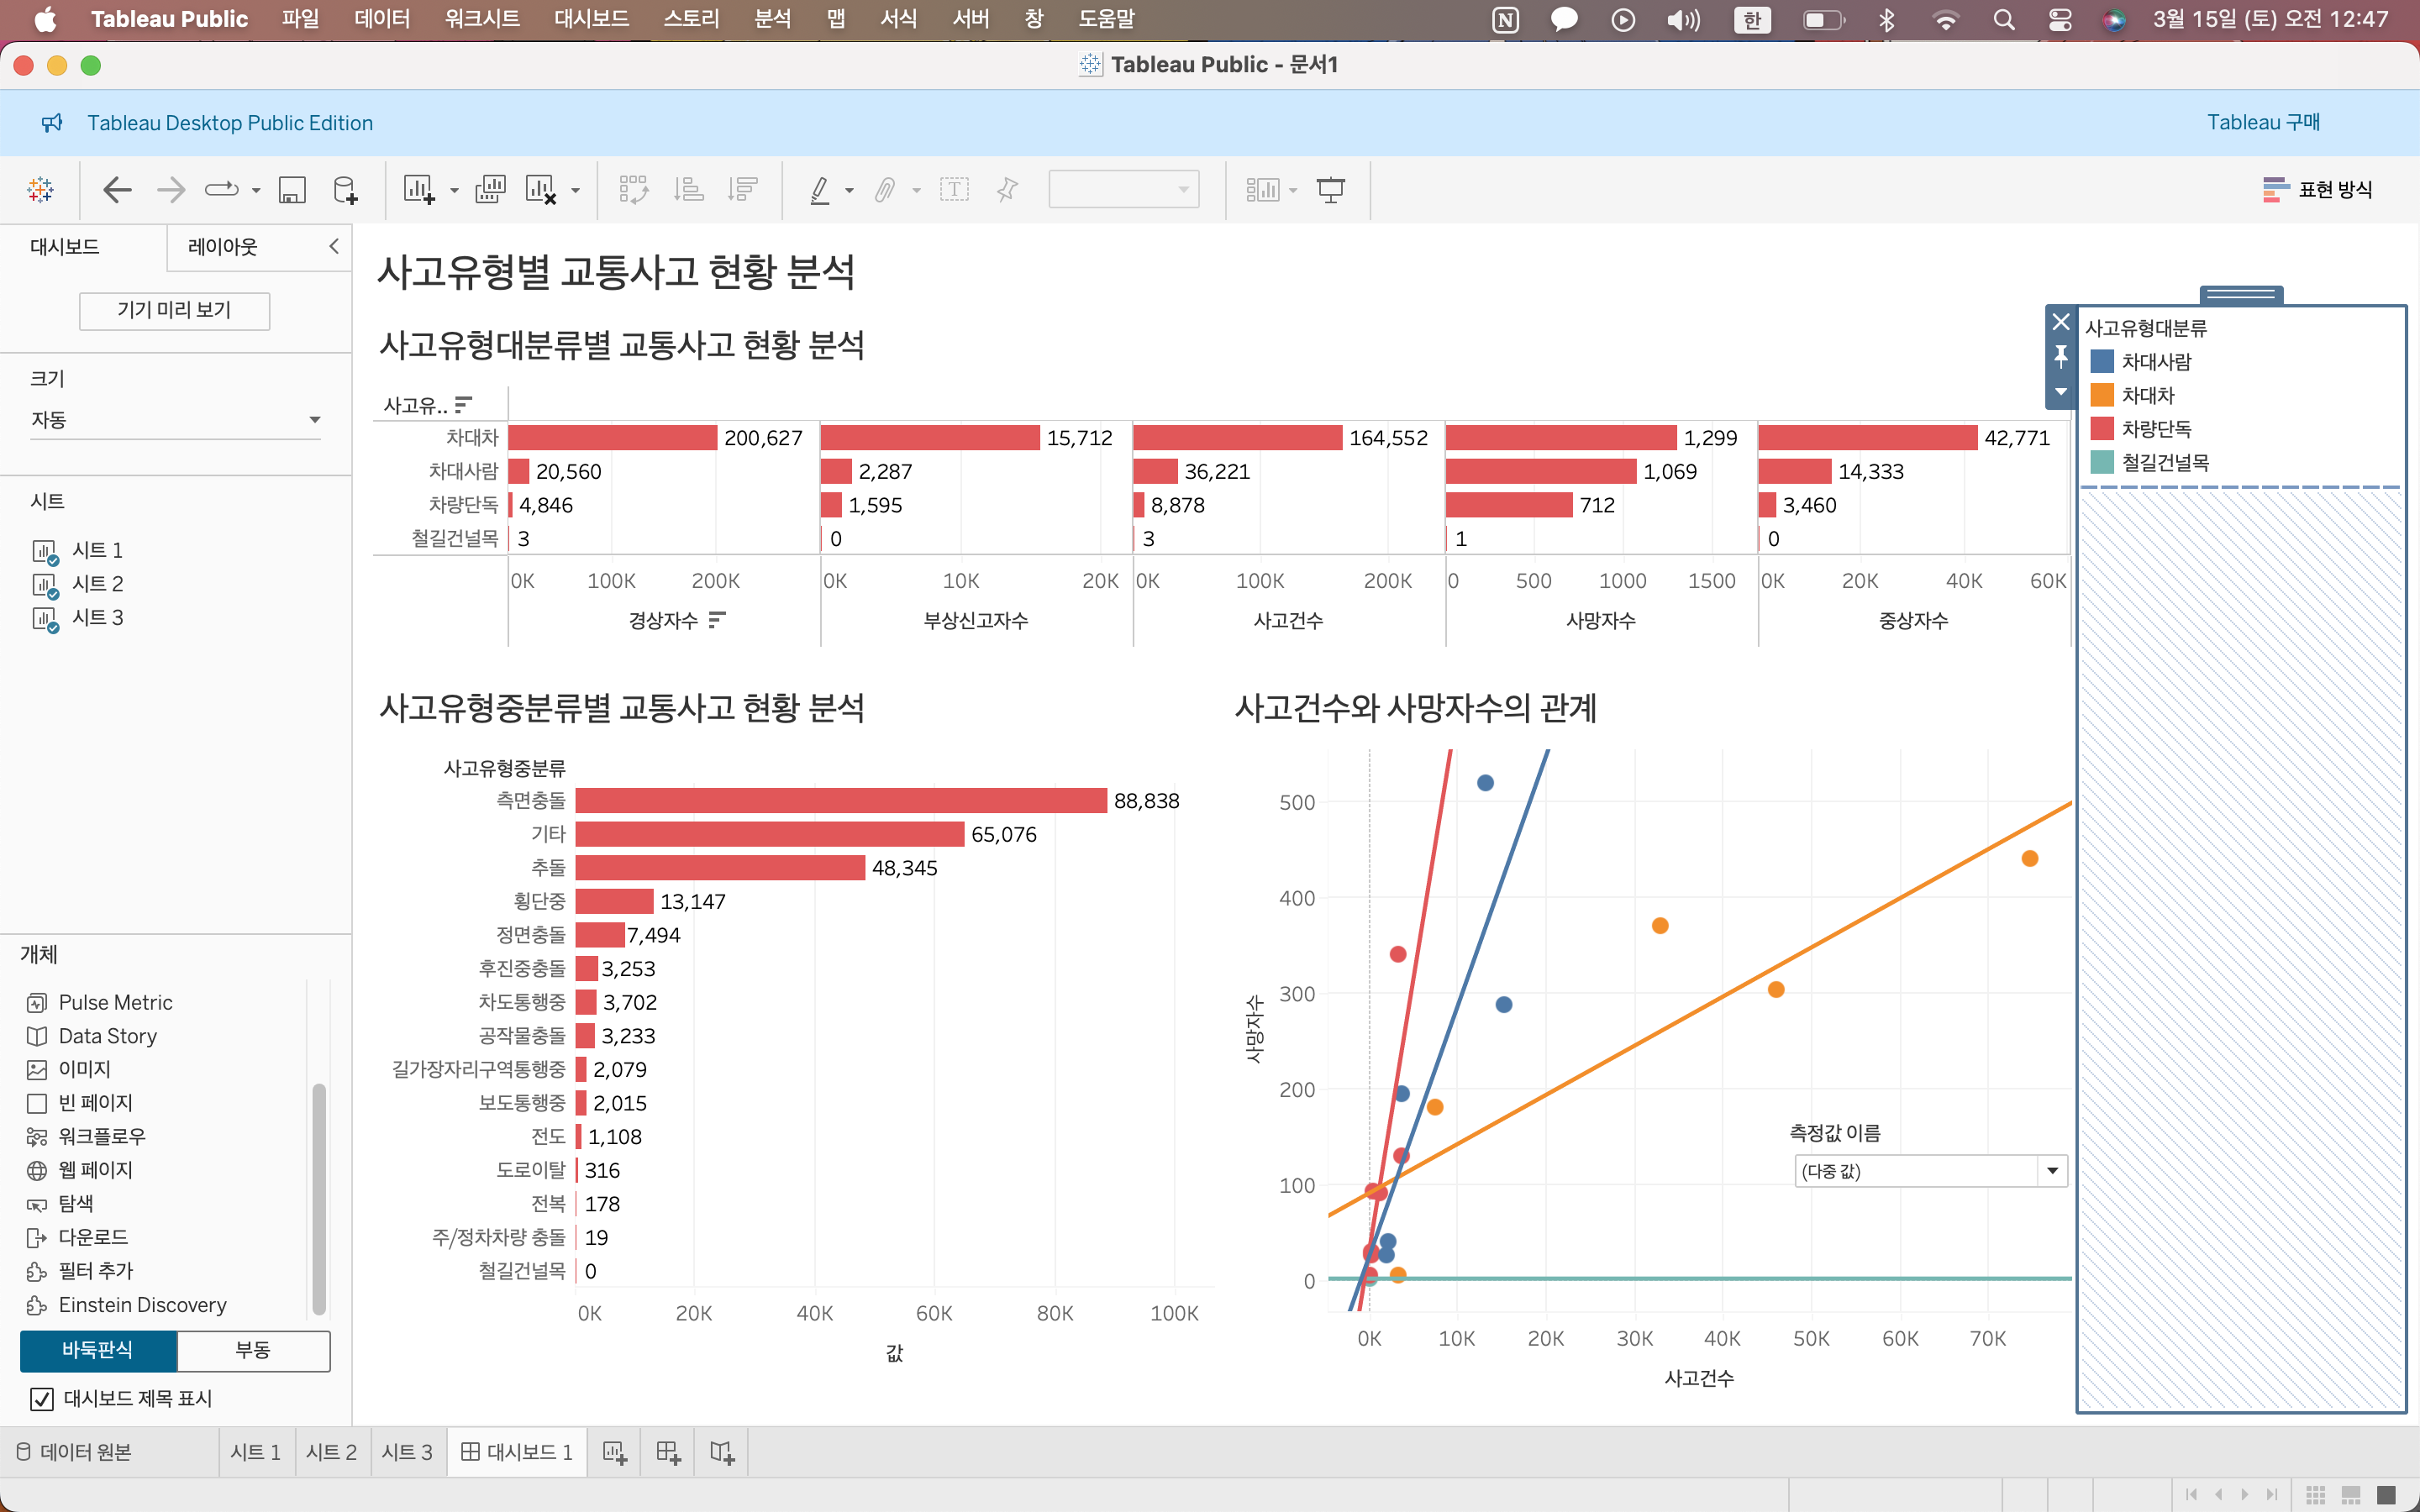 Tableau Public 파일 데이터 워크시트 대시보드 스토리 분석 맵 서식 서버 창 도움말 한 3월 15일 (토) 오전 12:47
Tableau Public - 문서1
Tableau Desktop Public Edition Tableau 구매
표현 방식
대시보드 레이아웃
기기 미리 보기
크기
자동
시트
시트 1
시트 2
시트 3
개체
Pulse Metric
Data Story
이미지
빈 페이지
워크플로우
웹 페이지
탐색
다운로드
필터 추가
Einstein Discovery
바둑판식 부동
대시보드 제목 표시
사고유형별 교통사고 현황 분석
사고유형대분류별 교통사고 현황 분석
사고유..
차대차 200,627 15,712 164,552 1,299 42,771
차대사람 20,560 2,287 36,221 1,069 14,333
차량단독 4,846 1,595 8,878 712 3,460
철길건널목 3 0 3 1 0
0K 100K 200K 0K 10K 20K 0K 100K 200K 0 500 1000 1500 0K 20K 40K 60K
경상자수 부상신고자수 사고건수 사망자수 중상자수
사고유형대분류
차대사람
차대차
차량단독
철길건널목
사고유형중분류별 교통사고 현황 분석
사고유형중분류
측면충돌 88,838
기타 65,076
추돌 48,345
횡단중 13,147
정면충돌 7,494
후진중충돌 3,253
차도통행중 3,702
공작물충돌 3,233
길가장자리구역통행중 2,079
보도통행중 2,015
전도 1,108
도로이탈 316
전복 178
주/정차차량 충돌 19
철길건널목 0
0K 20K 40K 60K 80K 100K
값
사고건수와 사망자수의 관계
500
400
300
200
100
0
사망자수
측정값 이름
(다중 값)
0K 10K 20K 30K 40K 50K 60K 70K
사고건수
데이터 원본 시트 1 시트 2 시트 3 대시보드 1